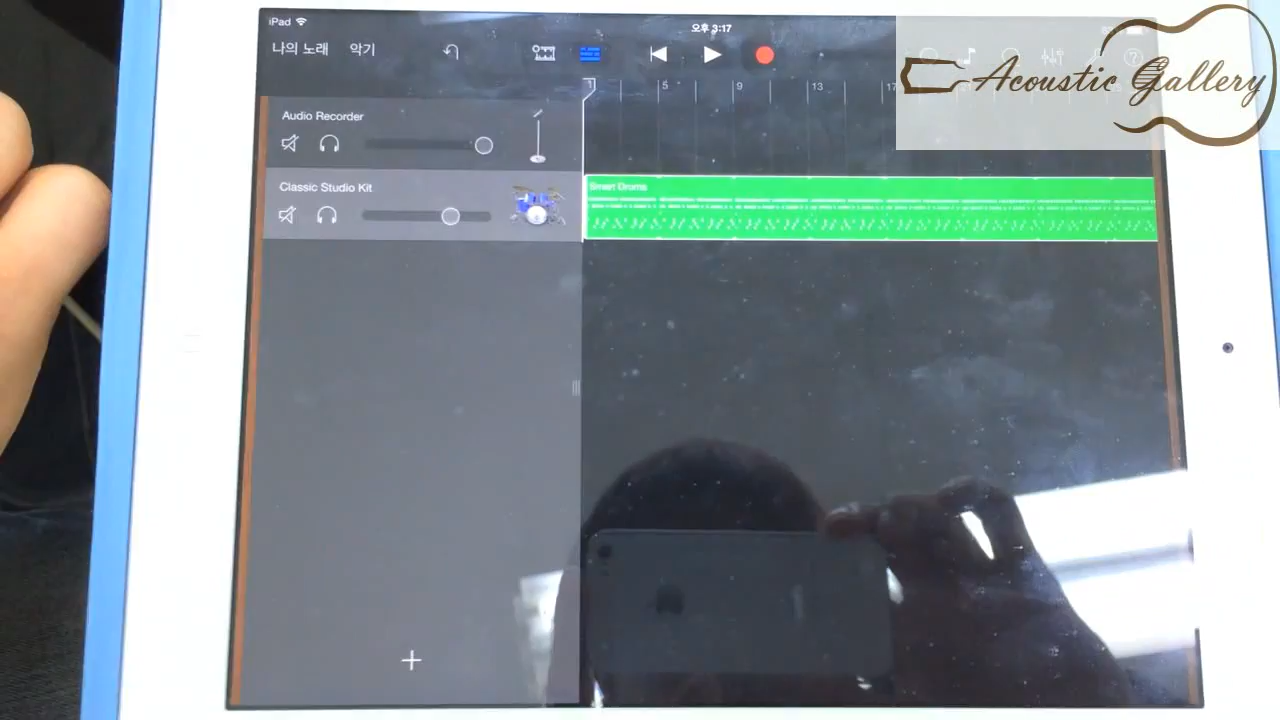 iPad
오후 3:17
나의 노래 악기
1 5 9 13 17
Audio Recorder
Classic Studio Kit
Smart Drums
Acoustic Gallery